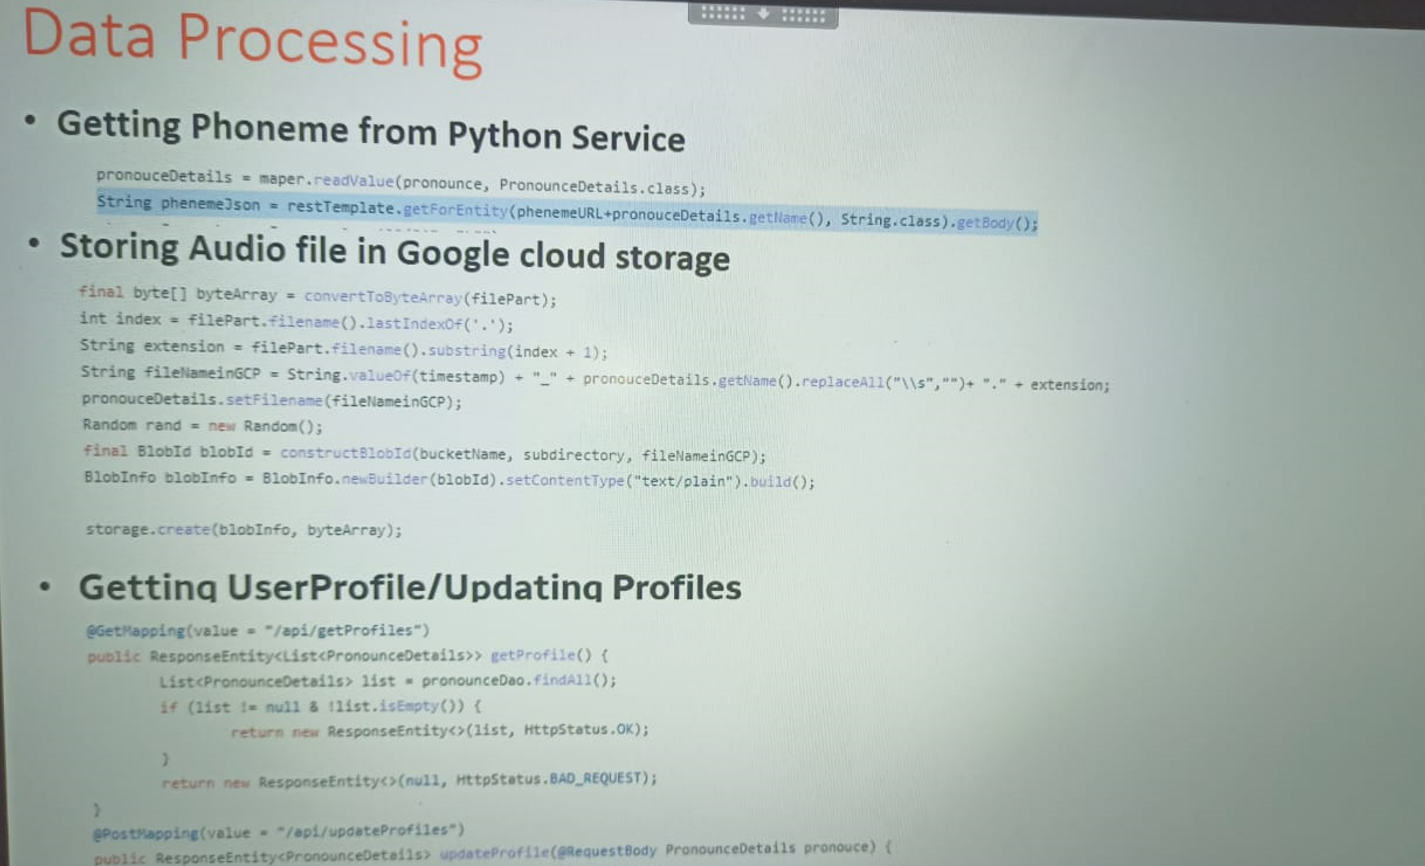 Data Processing
• Getting Phoneme from Python Service
pronouceDetails = maper.readValue(pronounce, PronounceDetails.class);
String phenemeJson = restTemplate.getForEntity(phenemeURL+pronouceDetails.getName(), String.class).getBody();
• Storing Audio file in Google cloud storage
final byte[] byteArray = convertToByteArray(filePart);
int index = filePart.filename().lastIndexOf('.');
String extension = filePart.filename().substring(index + 1);
String fileNameinGCP = String.valueOf(timestamp) + "_" + pronouceDetails.getName().replaceAll("\\s","")+ "." + extension;
pronouceDetails.setFilename(fileNameinGCP);
Random rand = new Random();
final BlobId blobId = constructBlobId(bucketName, subdirectory, fileNameinGCP);
BlobInfo blobInfo = BlobInfo.newBuilder(blobId).setContentType("text/plain").build();
storage.create(blobInfo, byteArray);
• Getting UserProfile/Updating Profiles
@GetMapping(value = "/api/getProfiles")
public ResponseEntity<List<PronounceDetails>> getProfile() {
List<PronounceDetails> list = pronounceDao.findAll();
if (list != null & !list.isEmpty()) {
return new ResponseEntity<>(list, HttpStatus.OK);
}
return new ResponseEntity<>(null, HttpStatus.BAD_REQUEST);
}
@PostMapping(value = "/api/updateProfiles")
public ResponseEntity<PronounceDetails> updateProfile(@RequestBody PronounceDetails pronouce) {